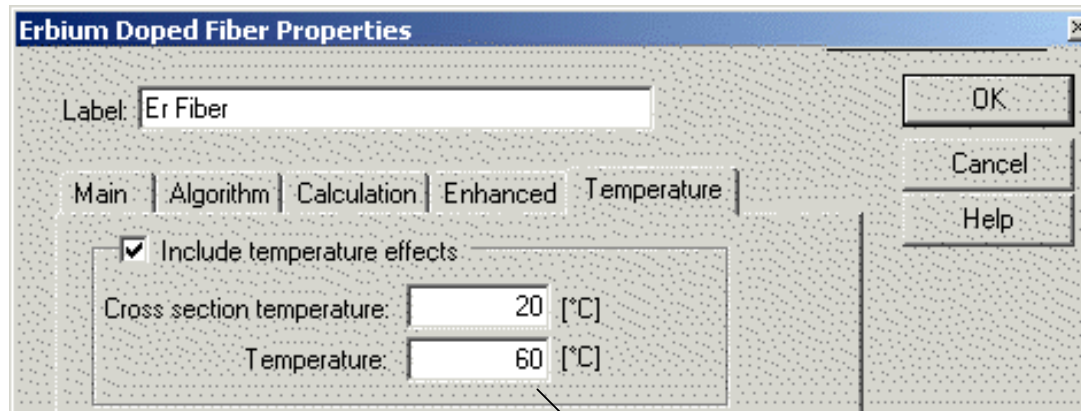 Erbium Doped Fiber Properties
Label: Er Fiber
OK
Cancel
Help
Main Algorithm Calculation Enhanced Temperature
Include temperature effects
Cross section temperature: 20 [°C]
Temperature: 60 [°C]